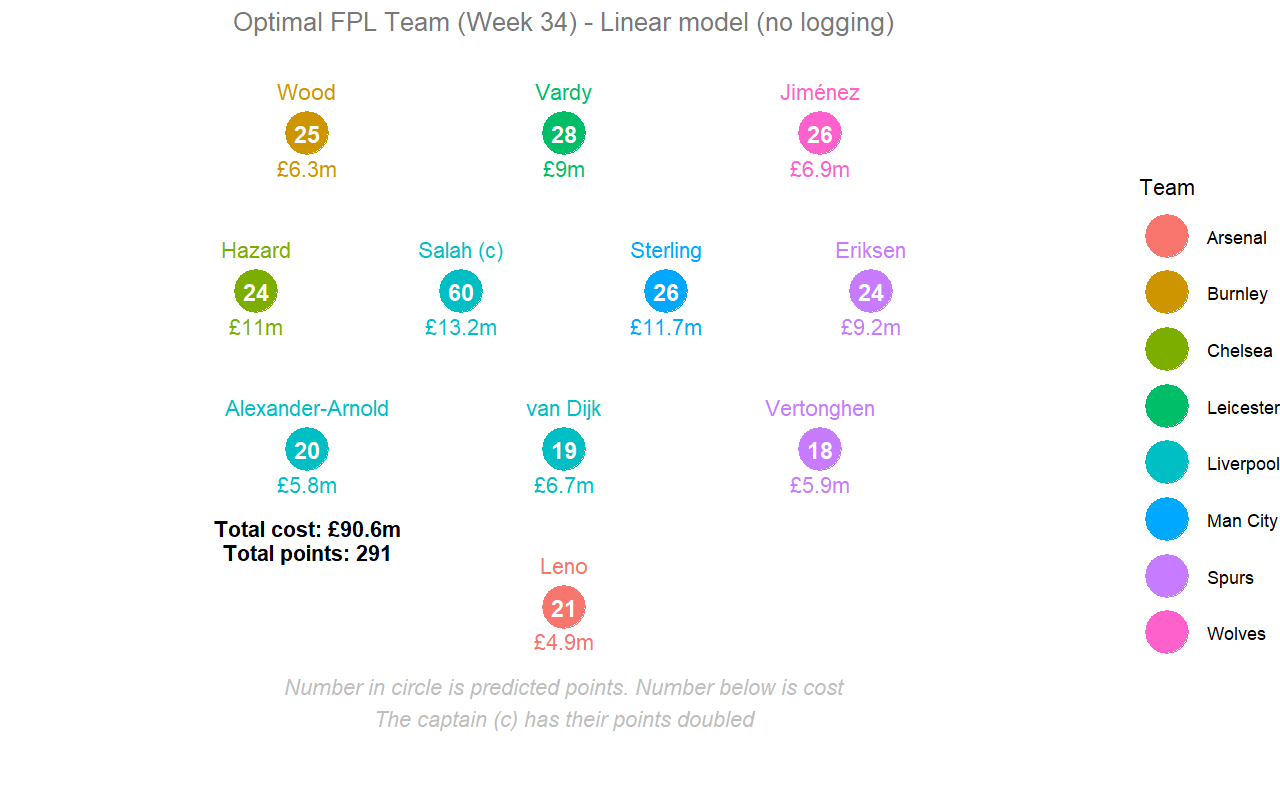 Optimal FPL Team (Week 34) - Linear model (no logging)
Wood Vardy Jiménez
25 28 26
£6.3m £9m £6.9m
Hazard Salah (c) Sterling Eriksen
24 60 26 24
£11m £13.2m £11.7m £9.2m
Alexander-Arnold van Dijk Vertonghen
20 19 18
£5.8m £6.7m £5.9m
Total cost: £90.6m
Total points: 291
Leno
21
£4.9m
Number in circle is predicted points. Number below is cost
The captain (c) has their points doubled
Team
Arsenal
Burnley
Chelsea
Leicester
Liverpool
Man City
Spurs
Wolves